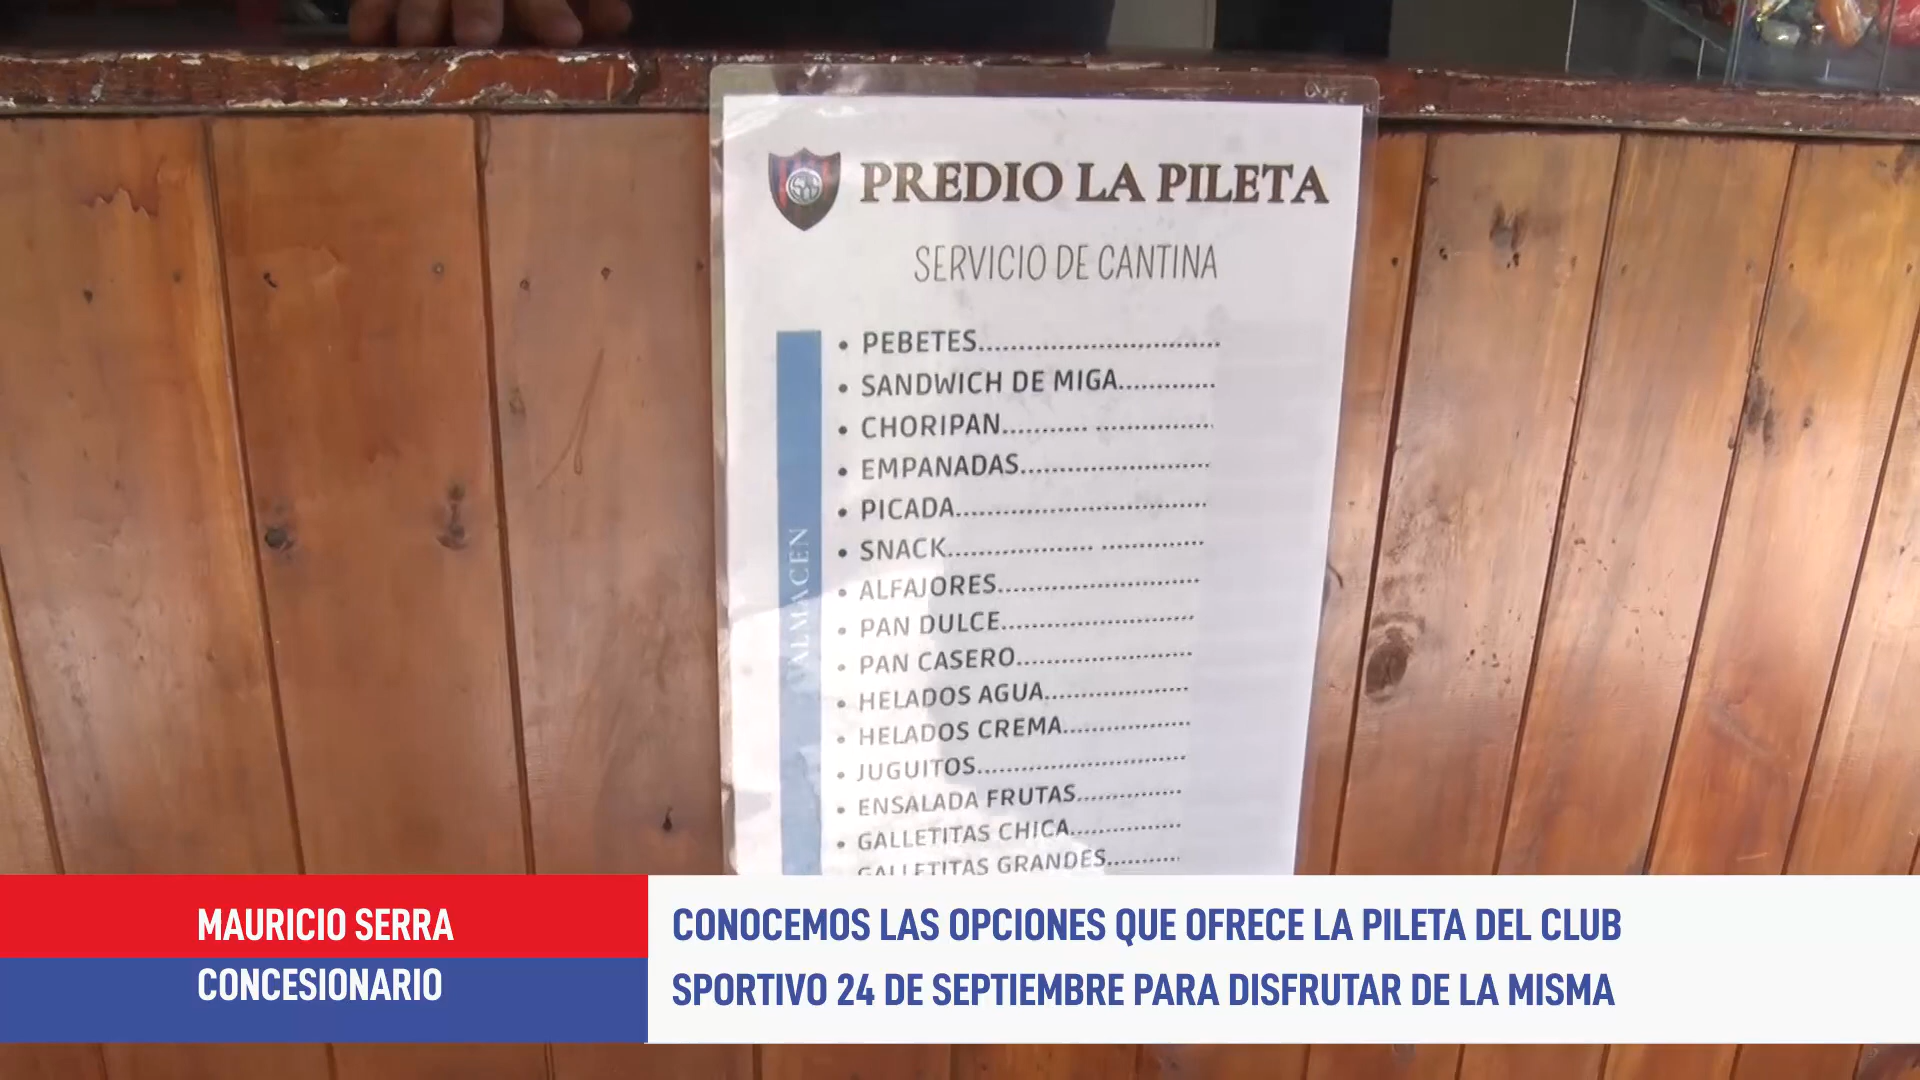 PREDIO LA PILETA
SERVICIO DE CANTINA
ALMACEN
• PEBETES..............................
• SANDWICH DE MIGA............
• CHORIPAN........... ...............
• EMPANADAS........................
• PICADA...............................
• SNACK.................. .............
• ALFAJORES.........................
• PAN DULCE........................
• PAN CASERO......................
• HELADOS AGUA..................
• HELADOS CREMA................
• JUGUITOS..........................
• ENSALADA FRUTAS.............
• GALLETITAS CHICA..............
GALLETITAS GRANDES..........
MAURICIO SERRA
CONCESIONARIO
CONOCEMOS LAS OPCIONES QUE OFRECE LA PILETA DEL CLUB
SPORTIVO 24 DE SEPTIEMBRE PARA DISFRUTAR DE LA MISMA